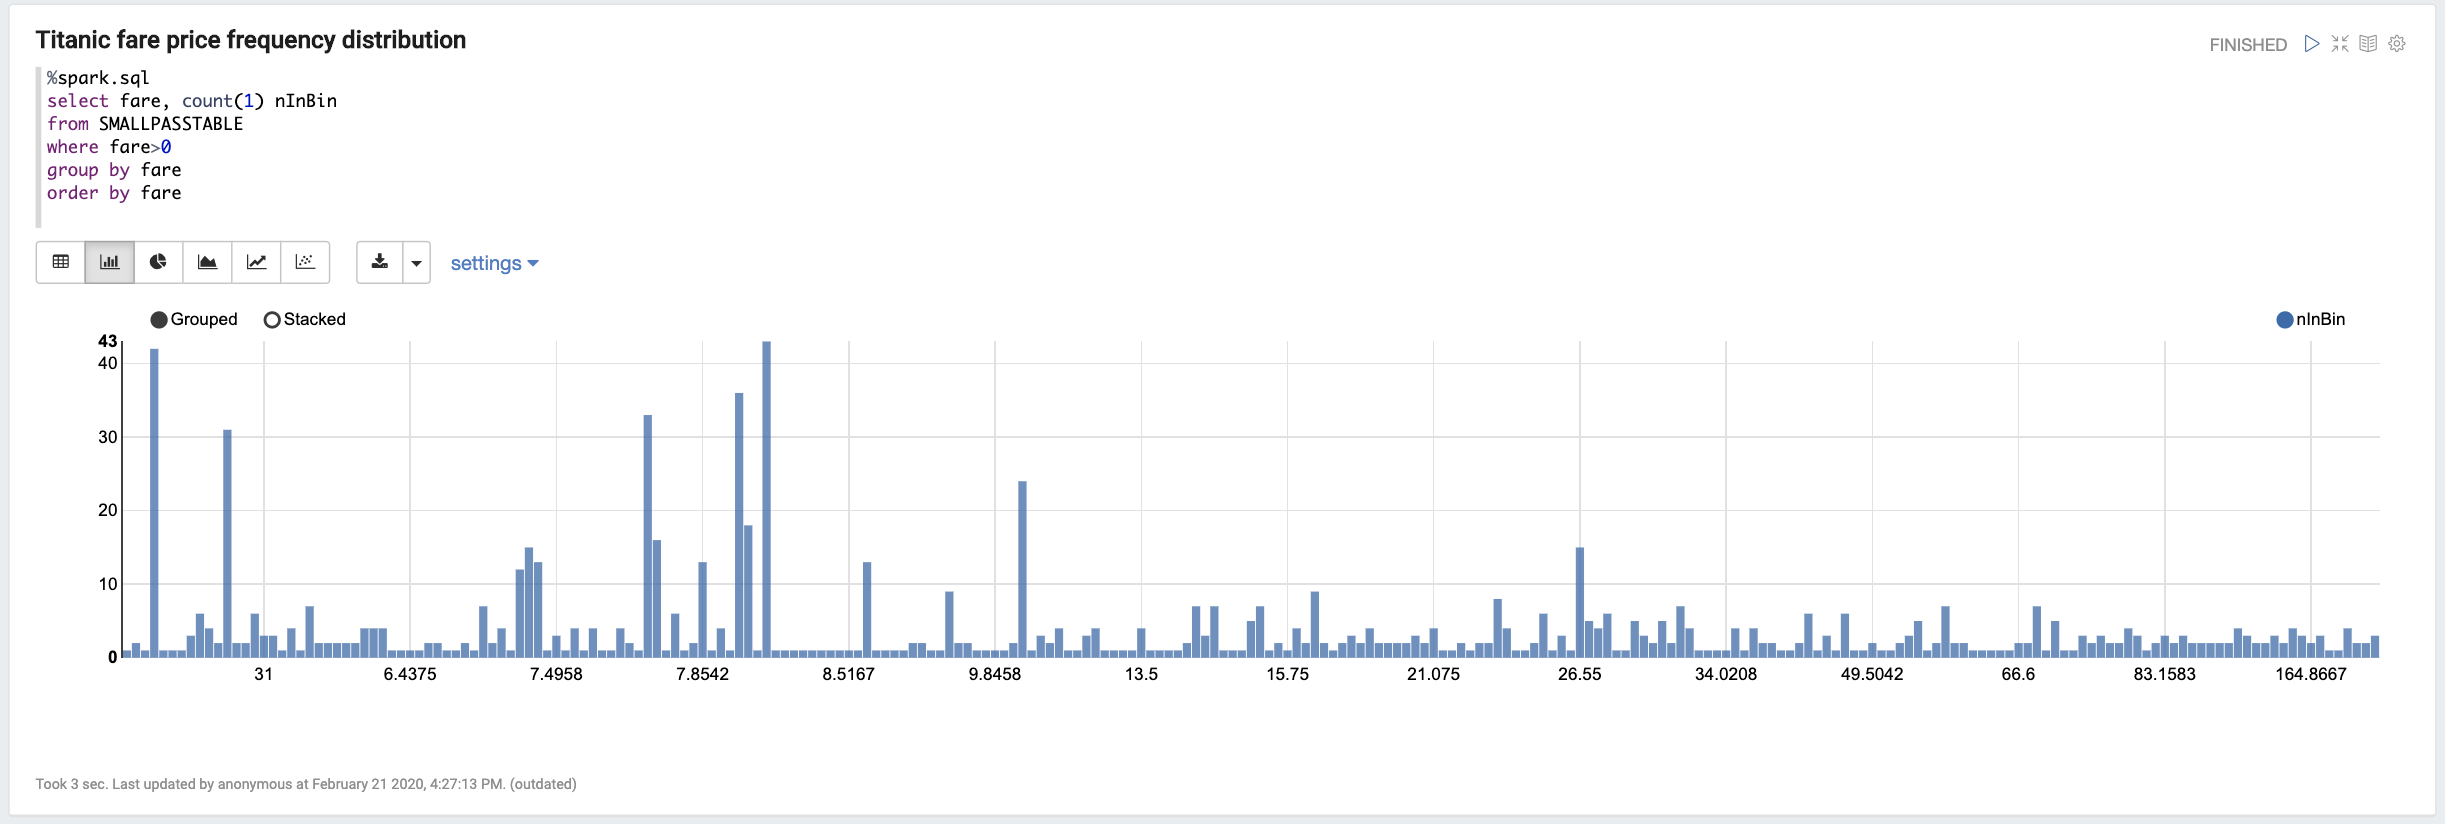 Titanic fare price frequency distribution
FINISHED
%spark.sql
select fare, count(1) nInBin
from SMALLPASSTABLE
where fare>0
group by fare
order by fare
settings
Grouped Stacked nInBin
43
40
30
20
10
0
31 6.4375 7.4958 7.8542 8.5167 9.8458 13.5 15.75 21.075 26.55 34.0208 49.5042 66.6 83.1583 164.8667
Took 3 sec. Last updated by anonymous at February 21 2020, 4:27:13 PM. (outdated)